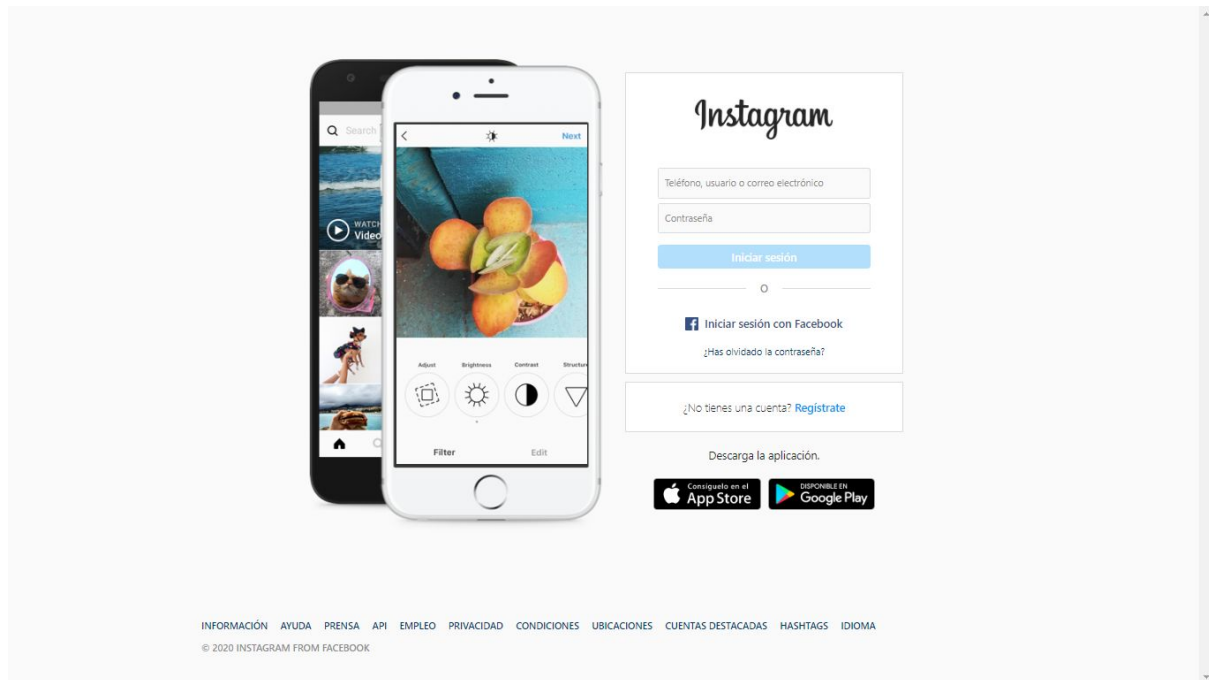 Search
WATCH
Video
Next
Adjust Brightness Contrast Structure
Filter Edit
Instagram
Teléfono, usuario o correo electrónico
Contraseña
Iniciar sesión
O
Iniciar sesión con Facebook
¿Has olvidado la contraseña?
¿No tienes una cuenta? Regístrate
Descarga la aplicación.
Consíguelo en el
App Store
DISPONIBLE EN
Google Play
INFORMACIÓN AYUDA PRENSA API EMPLEO PRIVACIDAD CONDICIONES UBICACIONES CUENTAS DESTACADAS HASHTAGS IDIOMA
© 2020 INSTAGRAM FROM FACEBOOK